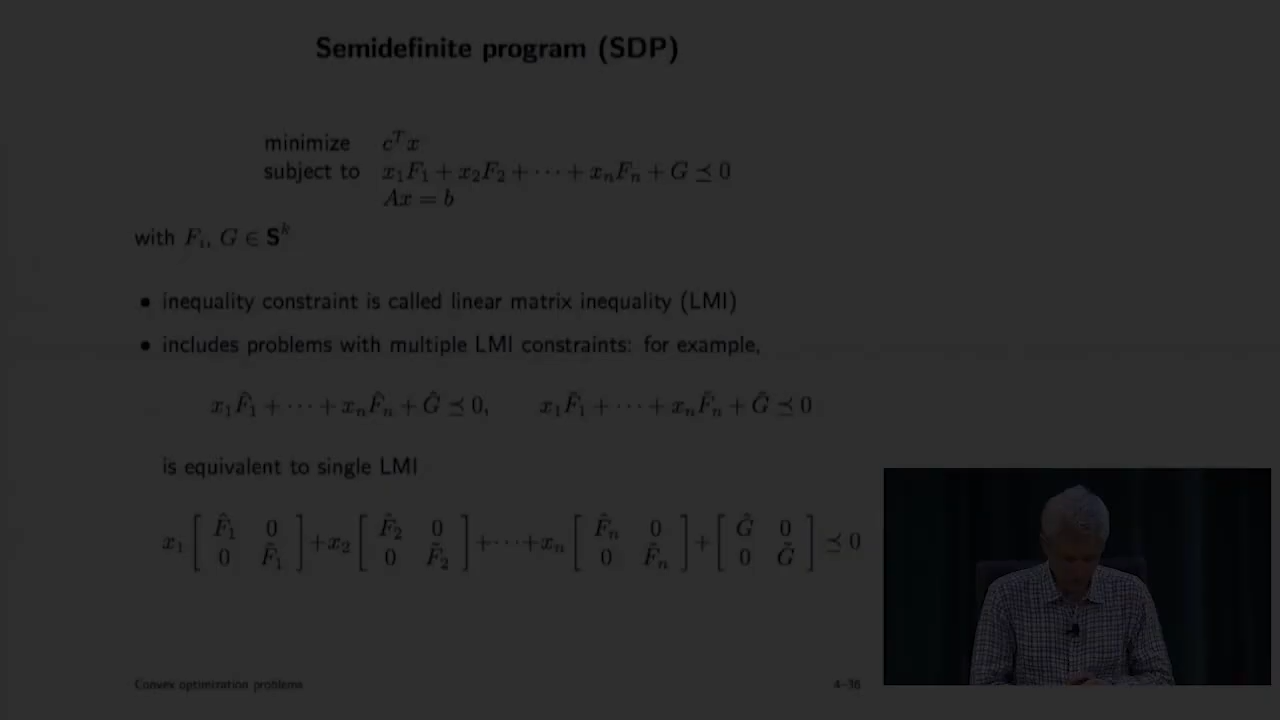 Semidefinite program (SDP)
minimize c^T x
subject to x_1F_1 + x_2F_2 + ⋯ + x_nF_n + G ⪯ 0
Ax = b
with F_i, G ∈ S^k
• inequality constraint is called linear matrix inequality (LMI)
• includes problems with multiple LMI constraints: for example,
x_1F̂_1 + ⋯ + x_nF̂_n + Ĝ ⪯ 0, x_1F̃_1 + ⋯ + x_nF̃_n + G̃ ⪯ 0
is equivalent to single LMI
x_1 [ F̂_1 0 ; 0 F̃_1 ] + x_2 [ F̂_2 0 ; 0 F̃_2 ] + ⋯ + x_n [ F̂_n 0 ; 0 F̃_n ] + [ Ĝ 0 ; 0 G̃ ] ⪯ 0
Convex optimization problems 4–36